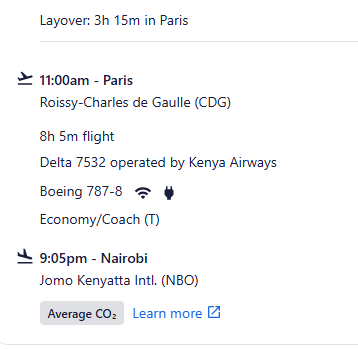 Layover: 3h 15m in Paris
11:00am - Paris
Roissy-Charles de Gaulle (CDG)
8h 5m flight
Delta 7532 operated by Kenya Airways
Boeing 787-8
Economy/Coach (T)
9:05pm - Nairobi
Jomo Kenyatta Intl. (NBO)
Average CO₂ Learn more